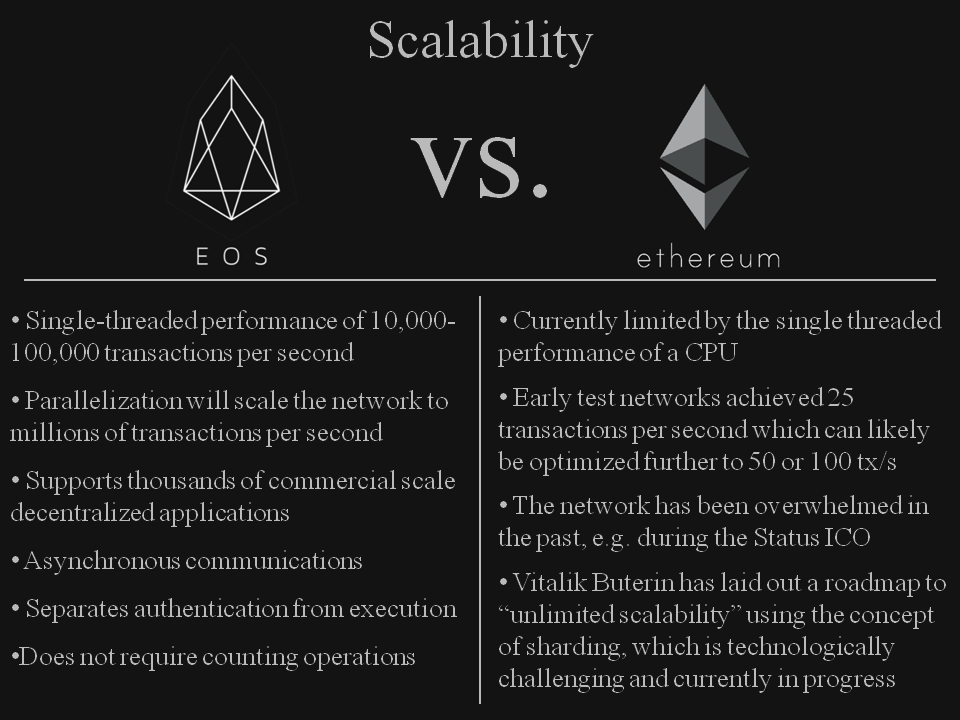 Scalability
vs.
EOS
ethereum
• Single-threaded performance of 10,000-
100,000 transactions per second
• Parallelization will scale the network to
millions of transactions per second
• Supports thousands of commercial scale
decentralized applications
• Asynchronous communications
• Separates authentication from execution
•Does not require counting operations
• Currently limited by the single threaded
performance of a CPU
• Early test networks achieved 25
transactions per second which can likely
be optimized further to 50 or 100 tx/s
• The network has been overwhelmed in
the past, e.g. during the Status ICO
• Vitalik Buterin has laid out a roadmap to
“unlimited scalability” using the concept
of sharding, which is technologically
challenging and currently in progress